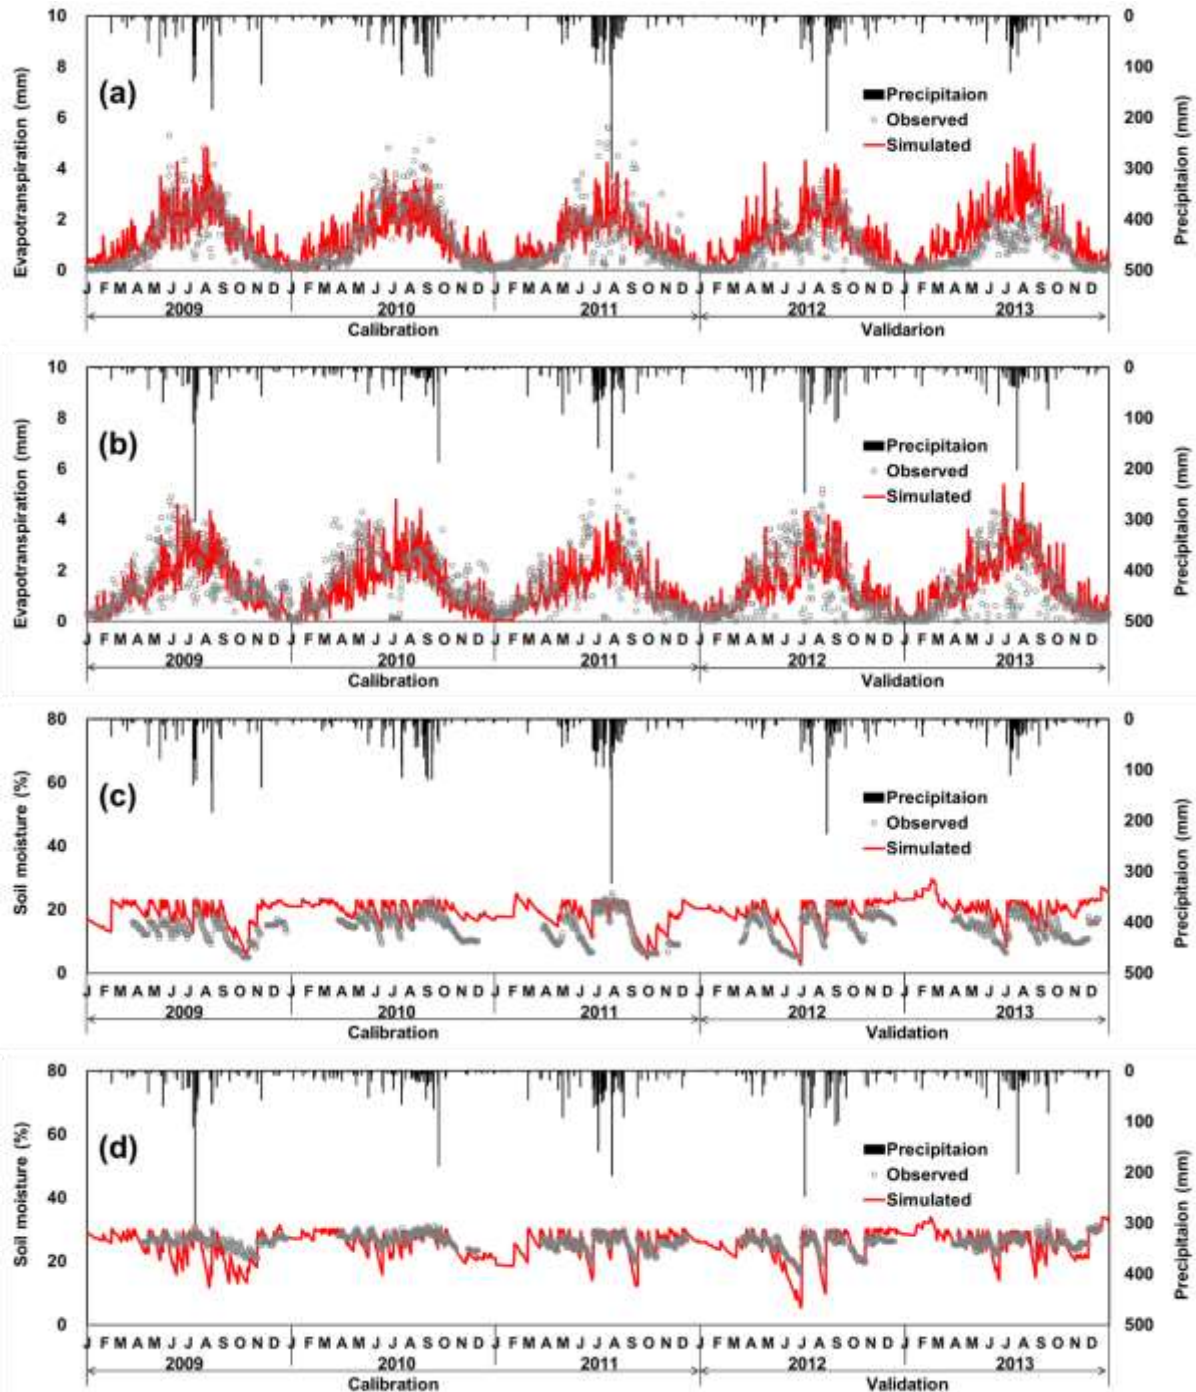 10 0
8 100
(a)
Precipitaion
6 200
Observed
Simulated
4 300
2 400
0 500
Evapotranspiration (mm)
Precipitaion (mm)
J F M A M J J A S O N D J F M A M J J A S O N D J F M A M J J A S O N D J F M A M J J A S O N D J F M A M J J A S O N D
2009 2010 2011 2012 2013
Calibration Validarion
10 0
8 100
(b)
Precipitaion
6 200
Observed
Simulated
4 300
2 400
0 500
Evapotranspiration (mm)
Precipitaion (mm)
J F M A M J J A S O N D J F M A M J J A S O N D J F M A M J J A S O N D J F M A M J J A S O N D J F M A M J J A S O N D
2009 2010 2011 2012 2013
Calibration Validation
80 0
60 100
(c)
Precipitaion
200
Observed
40
Simulated
300
20 400
0 500
Soil moisture (%)
Precipitaion (mm)
J F M A M J J A S O N D J F M A M J J A S O N D J F M A M J J A S O N D J F M A M J J A S O N D J F M A M J J A S O N D
2009 2010 2011 2012 2013
Calibration Validation
80 0
60 100
(d)
Precipitaion
200
Observed
40
Simulated
300
20 400
0 500
Soil moisture (%)
Precipitaion (mm)
J F M A M J J A S O N D J F M A M J J A S O N D J F M A M J J A S O N D J F M A M J J A S O N D J F M A M J J A S O N D
2009 2010 2011 2012 2013
Calibration Validation